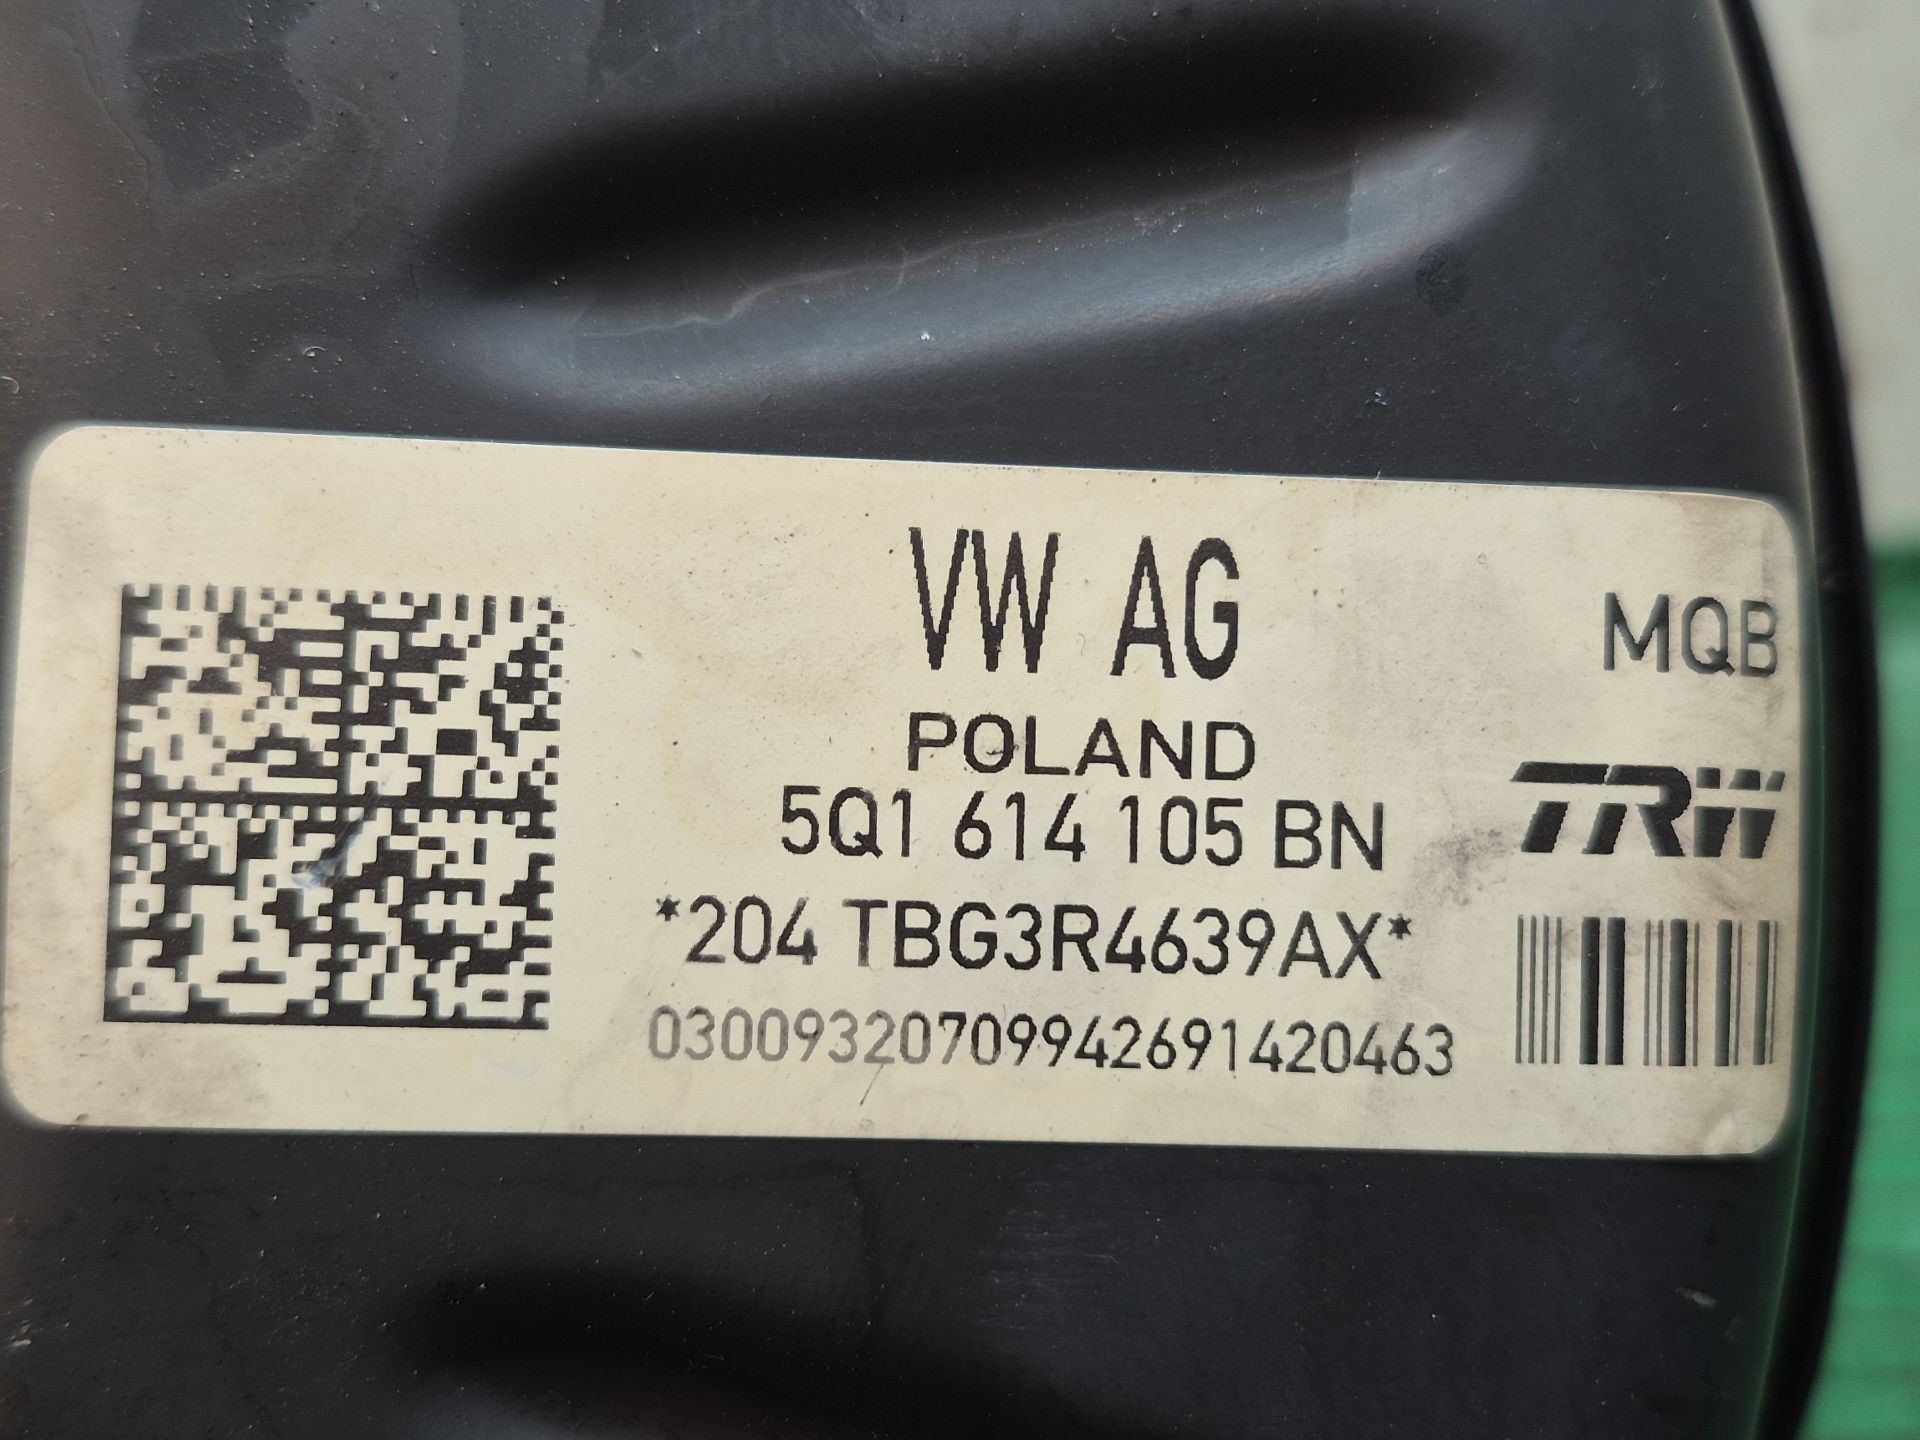 VW AG
MQB
POLAND
TRW
5Q1 614 105 BN
*204 TBG3R4639AX*
03009320709942691420463